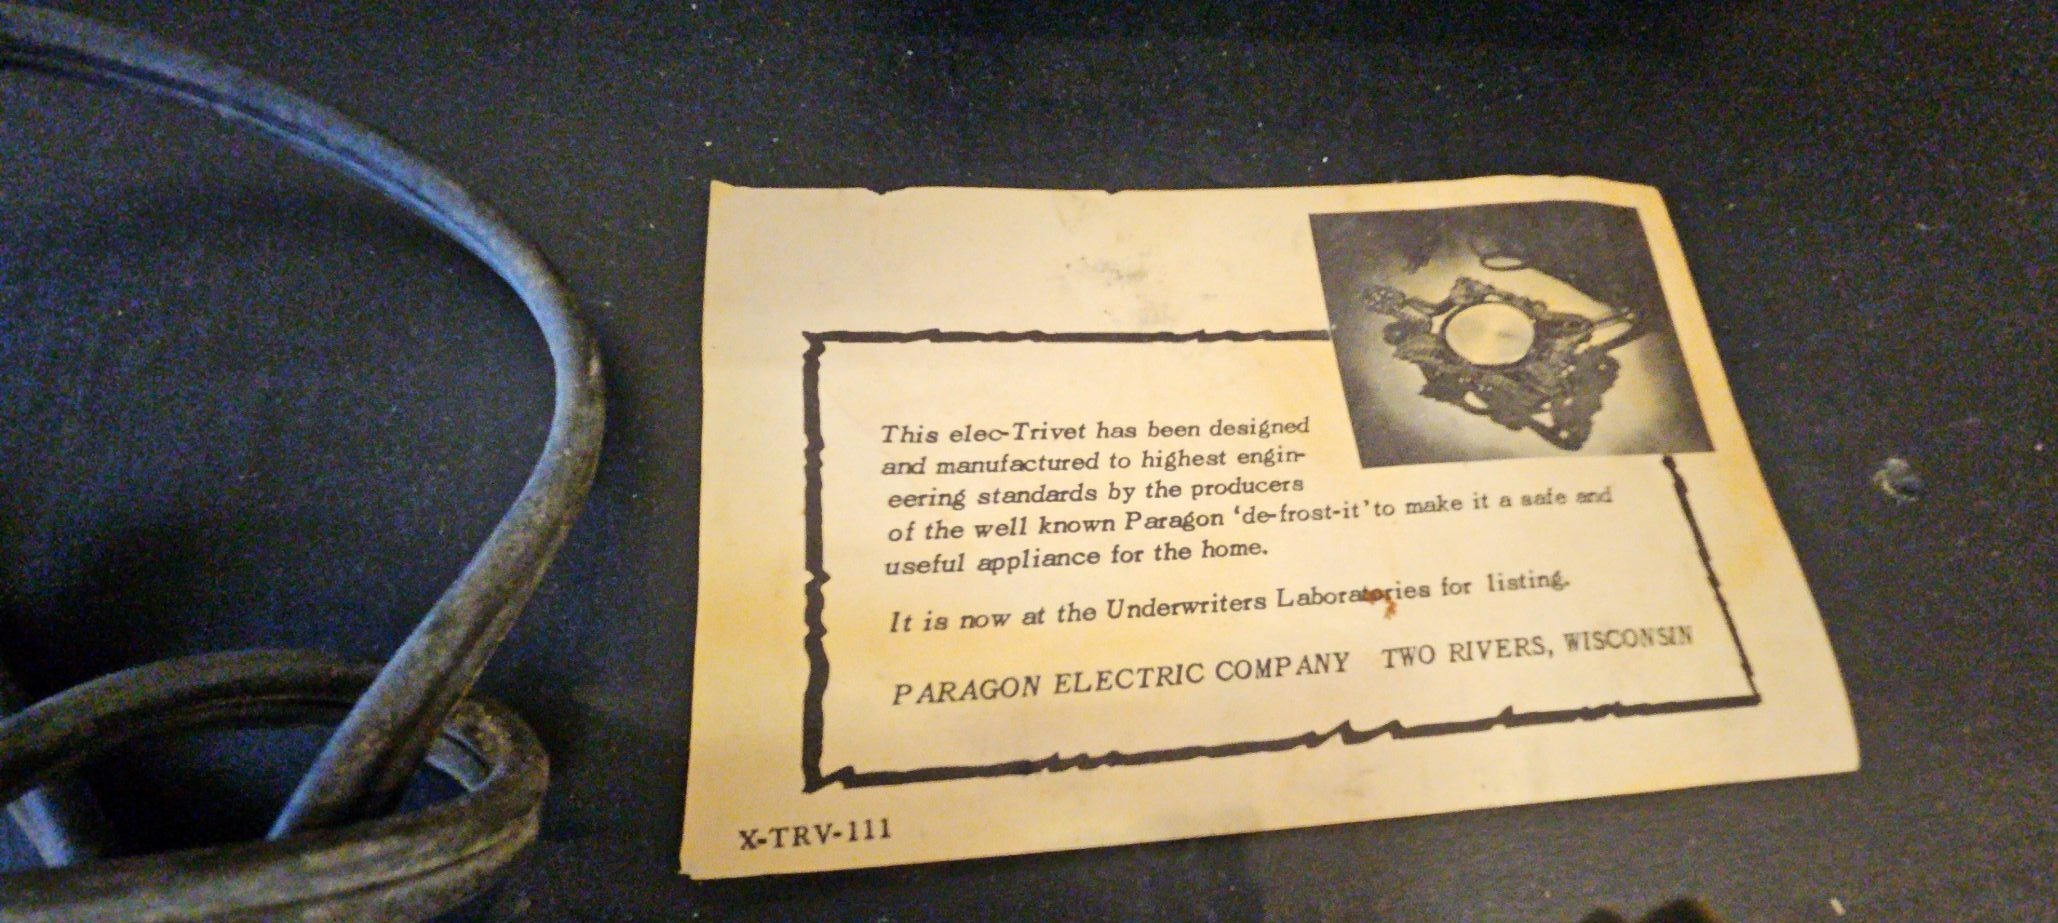 This elec-Trivet has been designed
and manufactured to highest engin-
eering standards by the producers
of the well known Paragon 'de-frost-it' to make it a safe and
useful appliance for the home.
It is now at the Underwriters Laboratories for listing.
PARAGON ELECTRIC COMPANY TWO RIVERS, WISCONSIN
X-TRV-111